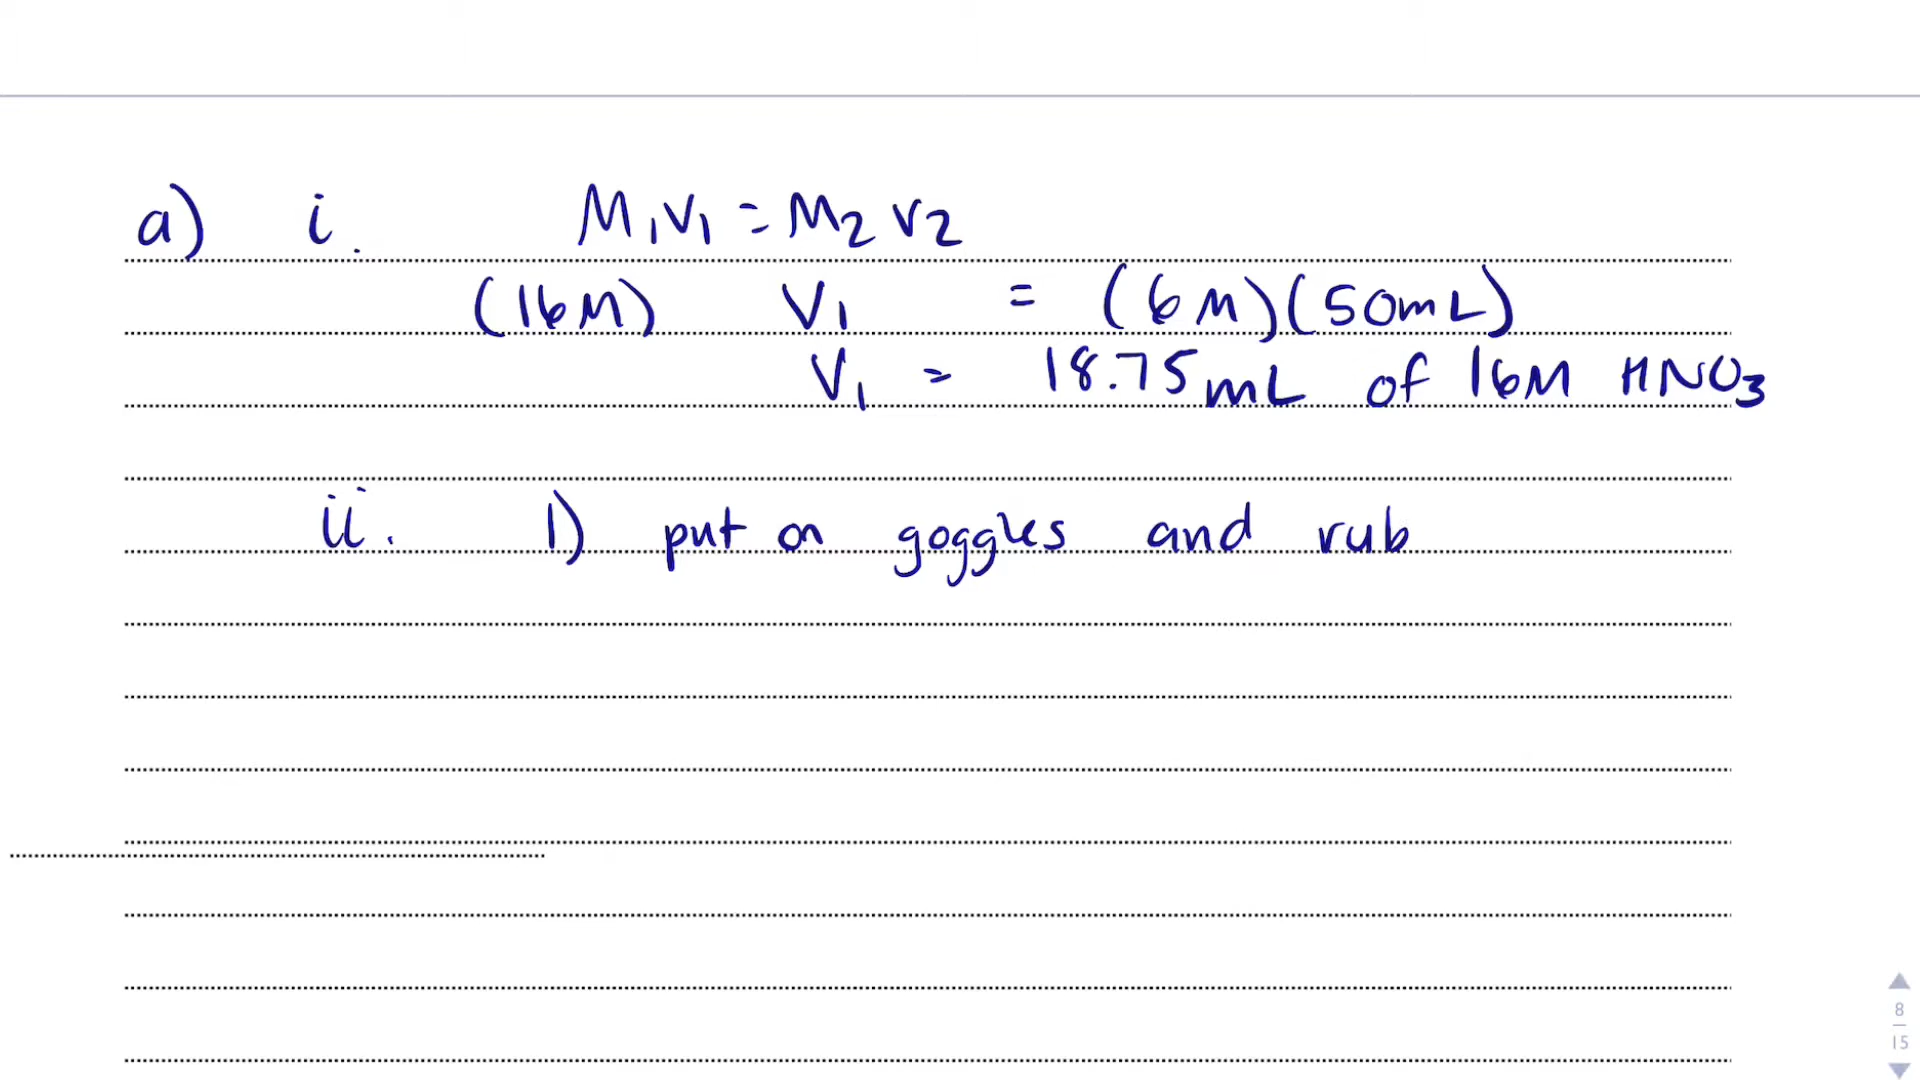 a) i. M₁V₁ = M₂V₂
(16M) V₁ = (6M)(50mL)
V₁ = 18.75mL of 16M HNO₃
ii. 1) put on goggles and rub
8
15